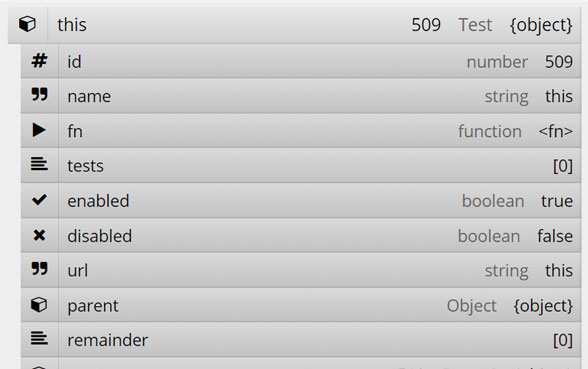 this 509 Test {object}
# id number 509
name string this
fn function <fn>
tests [0]
enabled boolean true
disabled boolean false
url string this
parent Object {object}
remainder [0]